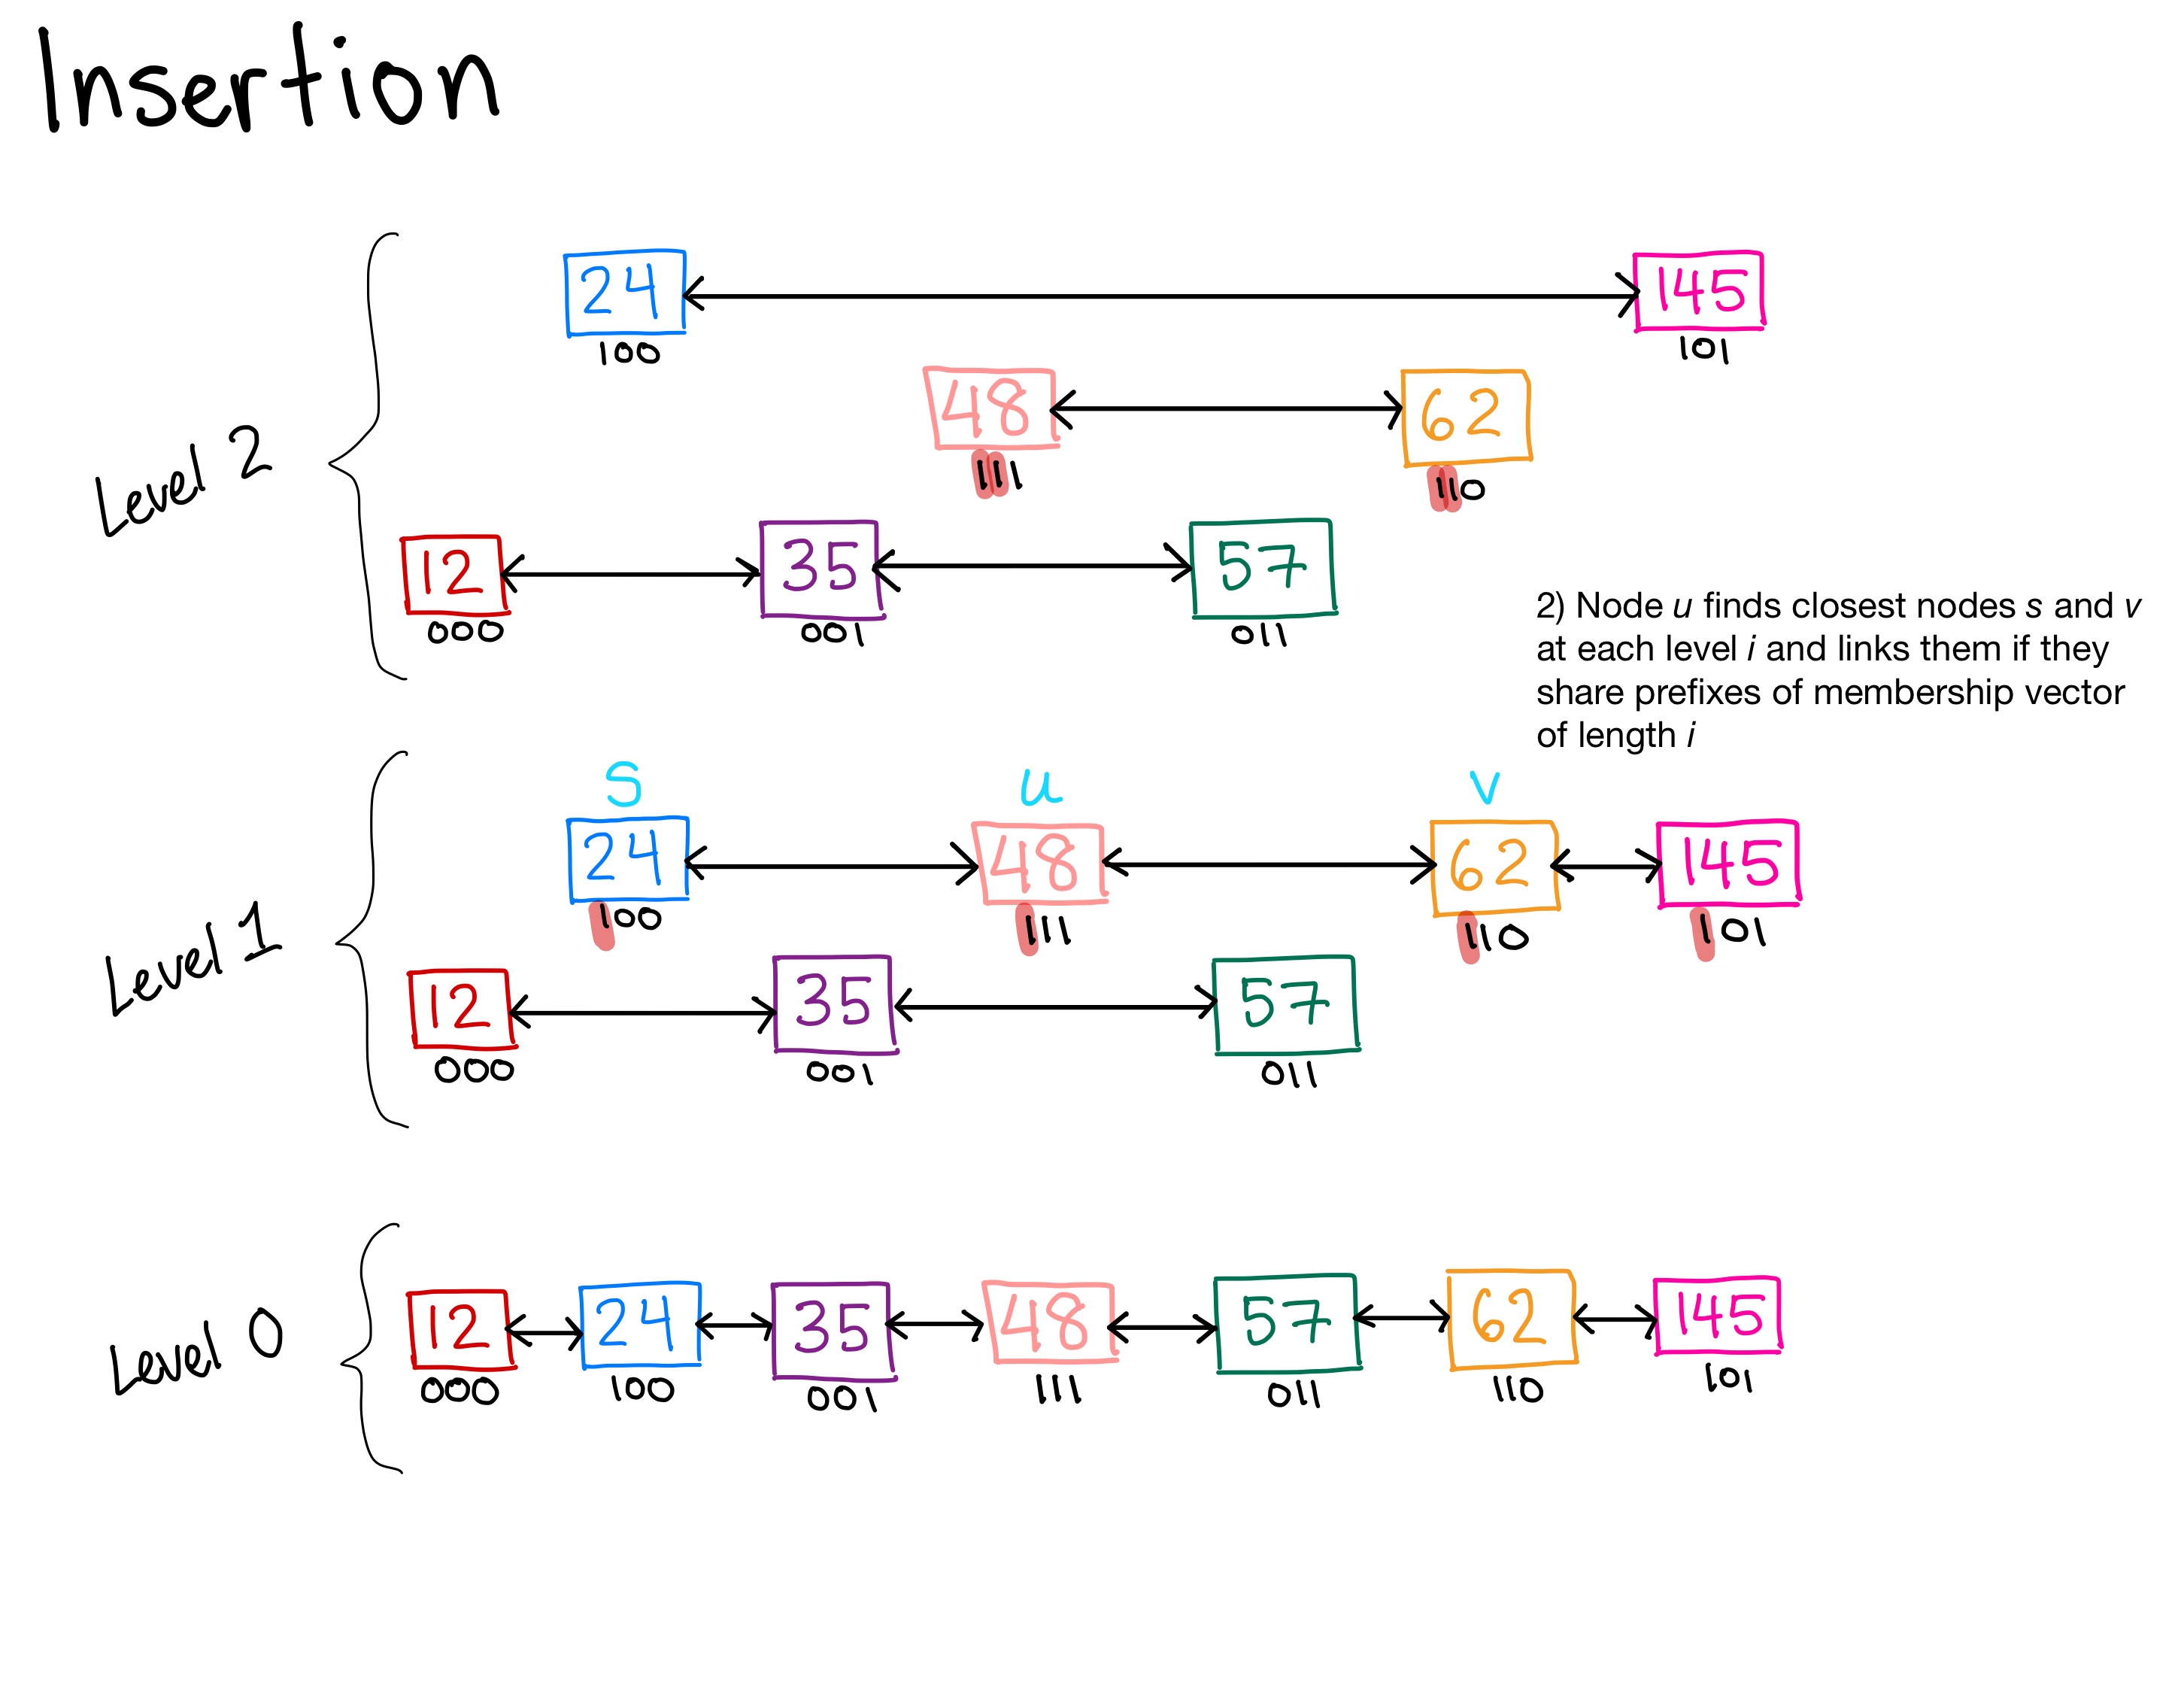 Insertion
Level 2
24 145
100 101
48 62
111 110
12 35 57
000 001 011
2) Node u finds closest nodes s and v
at each level i and links them if they
share prefixes of membership vector
of length i
Level 1
s u v
24 48 62 145
100 111 110 101
12 35 57
000 001 011
Level 0
12 24 35 48 57 62 145
000 100 001 111 011 110 101